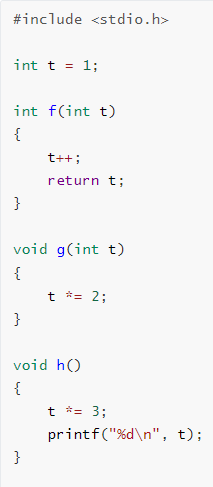 #include <stdio.h>

int t = 1;

int f(int t)
{
    t++;
    return t;
}

void g(int t)
{
    t *= 2;
}

void h()
{
    t *= 3;
    printf("%d\n", t);
}